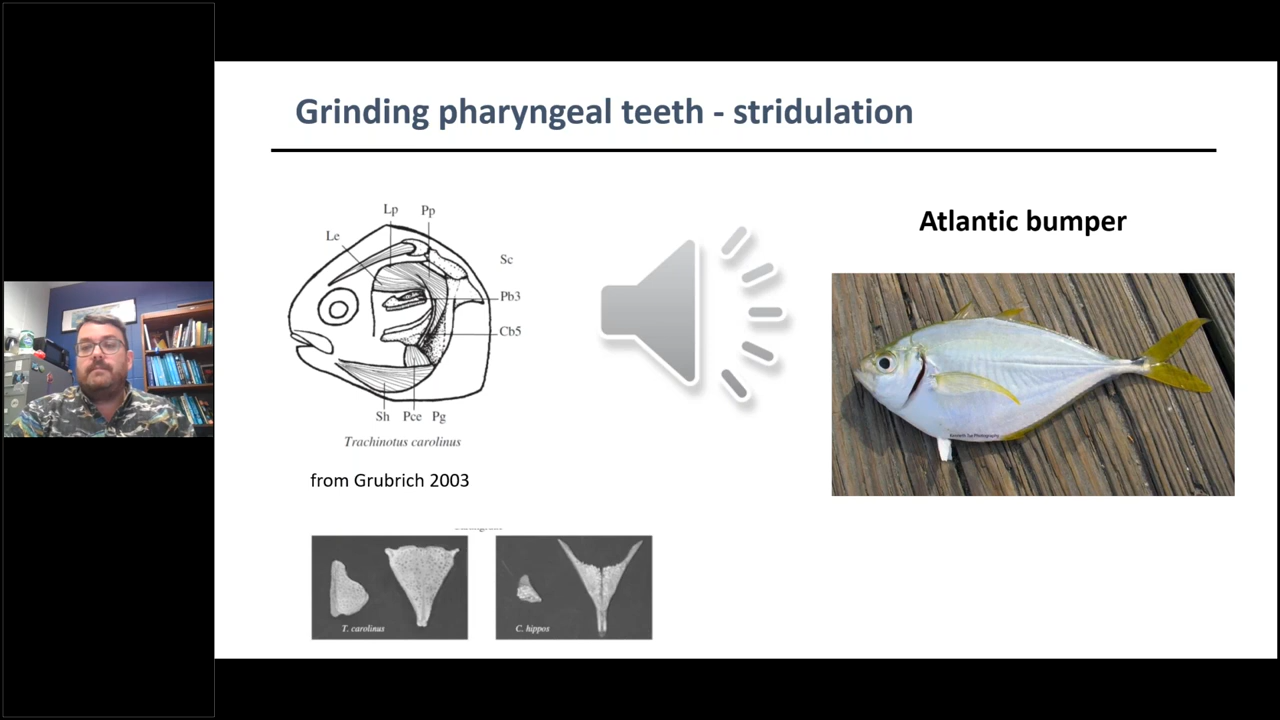 Grinding pharyngeal teeth - stridulation
Atlantic bumper
Lp
Pp
Le
Sc
Pb3
Cb5
Sh
Pce
Pg
Trachinotus carolinus
from Grubrich 2003
T. carolinus
C. hippos